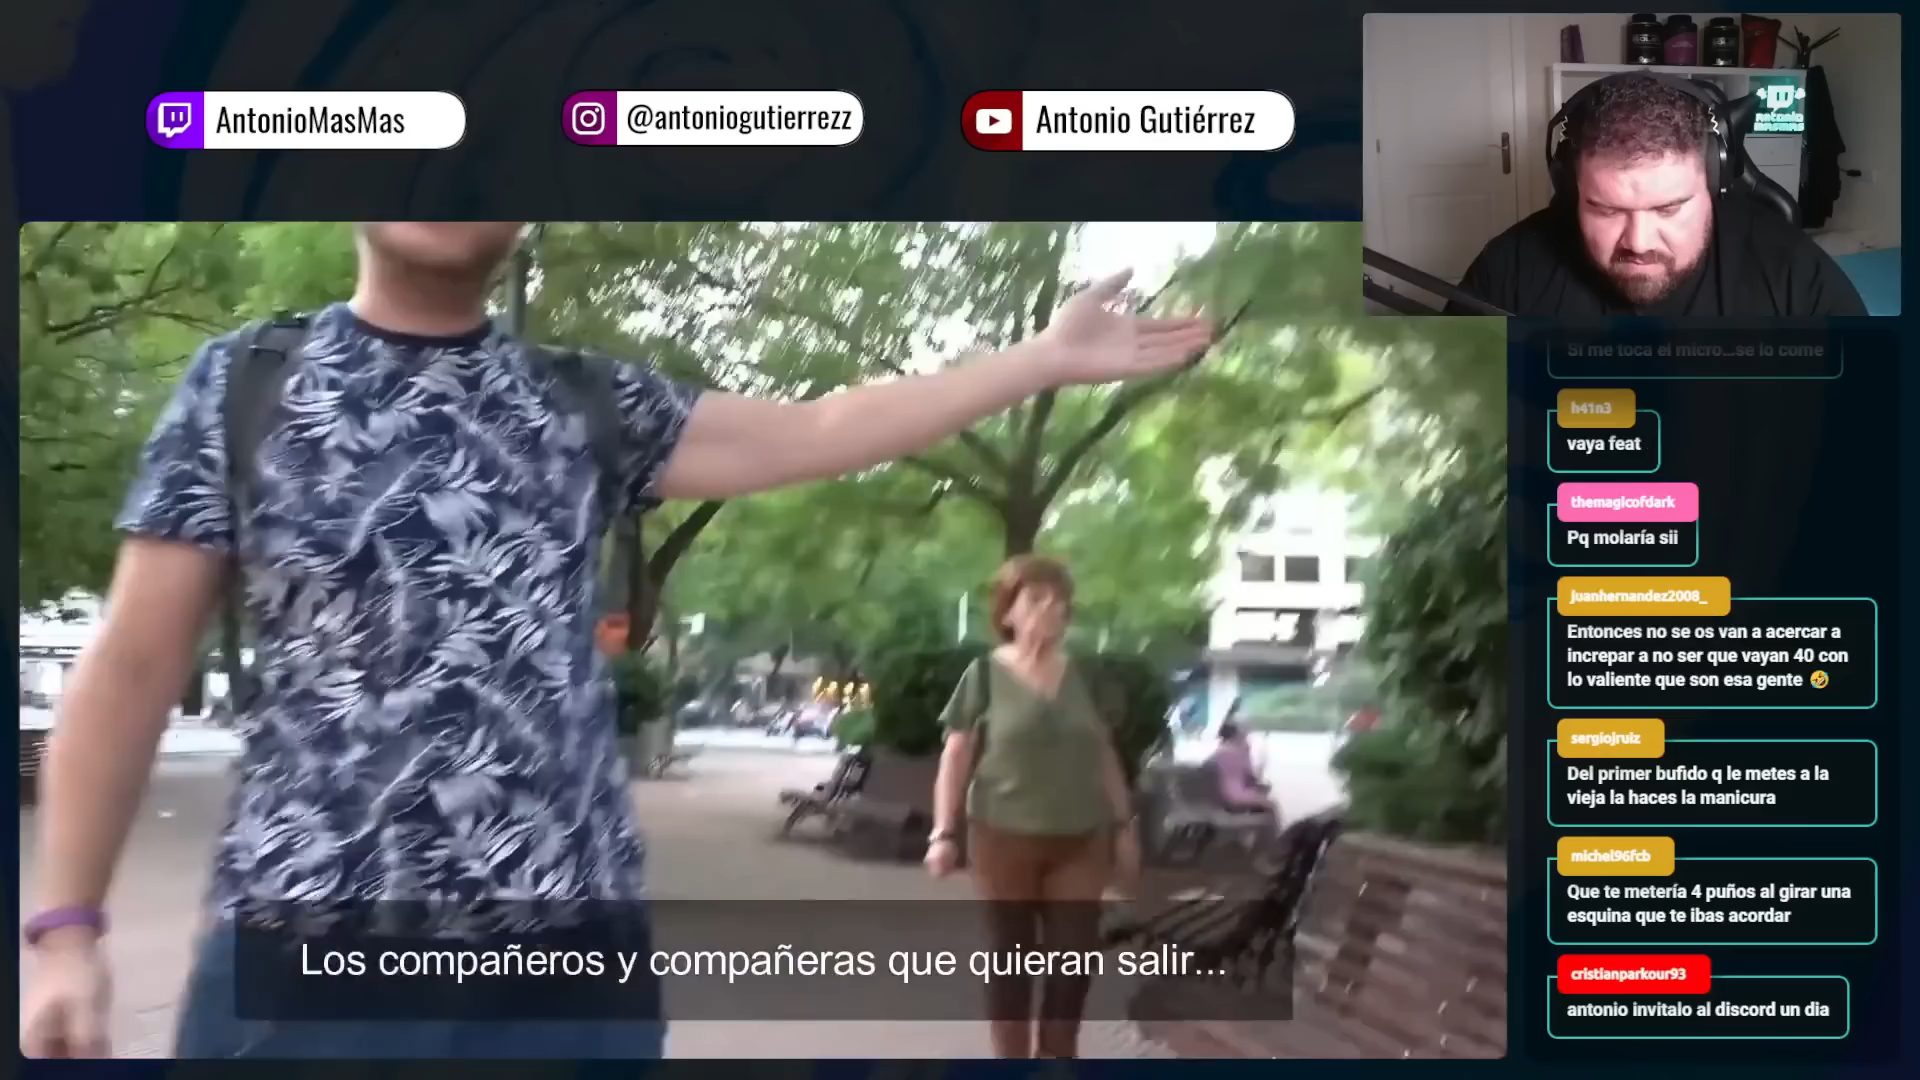 AntonioMasMas
@antoniogutierrezz
Antonio Gutiérrez
ANTONIO
MASMAS
Si me toca el micro...se lo come
h41n3
vaya feat
themagicofdark
Pq molaría sii
juanhernandez2008_
Entonces no se os van a acercar a
increpar a no ser que vayan 40 con
lo valiente que son esa gente 🤣
sergiojruiz
Del primer bufido q le metes a la
vieja la haces la manicura
michel96fcb
Que te metería 4 puños al girar una
esquina que te ibas acordar
cristianparkour93
antonio invitalo al discord un dia
Los compañeros y compañeras que quieran salir...